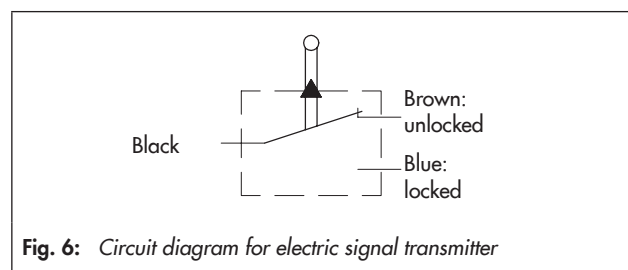 Black
Brown:
unlocked
Blue:
locked
Fig. 6: Circuit diagram for electric signal transmitter